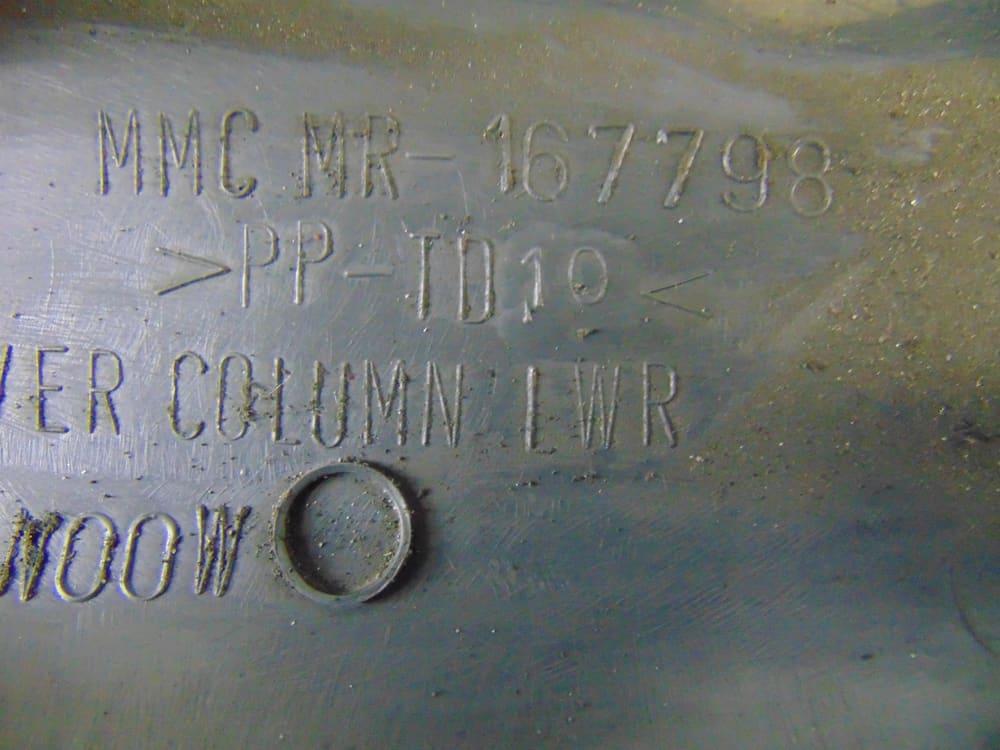 MMC MR-167798
>PP-TD10<
VER COLUMN LWR
WOOW